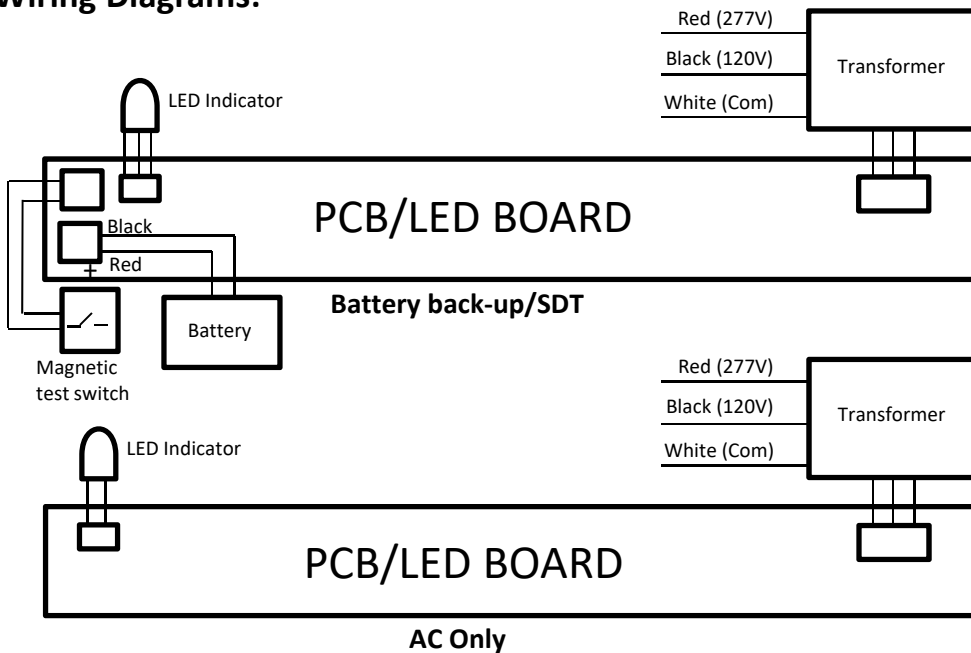 Wiring Diagrams:
Red (277V)
Black (120V)
White (Com)
Transformer
LED Indicator
PCB/LED BOARD
Black
+
Red
Battery back-up/SDT
Battery
Magnetic
test switch
Red (277V)
Black (120V)
White (Com)
Transformer
LED Indicator
PCB/LED BOARD
AC Only